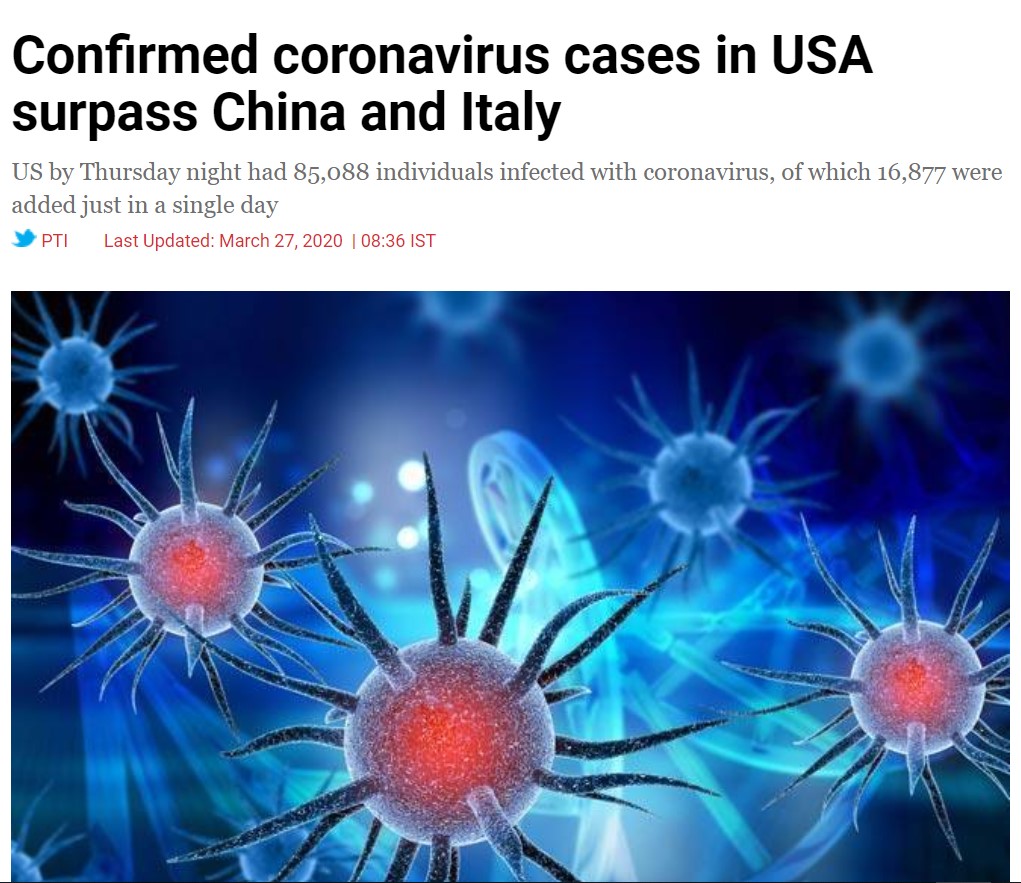 Confirmed coronavirus cases in USA
surpass China and Italy
US by Thursday night had 85,088 individuals infected with coronavirus, of which 16,877 were
added just in a single day
PTI Last Updated: March 27, 2020 | 08:36 IST